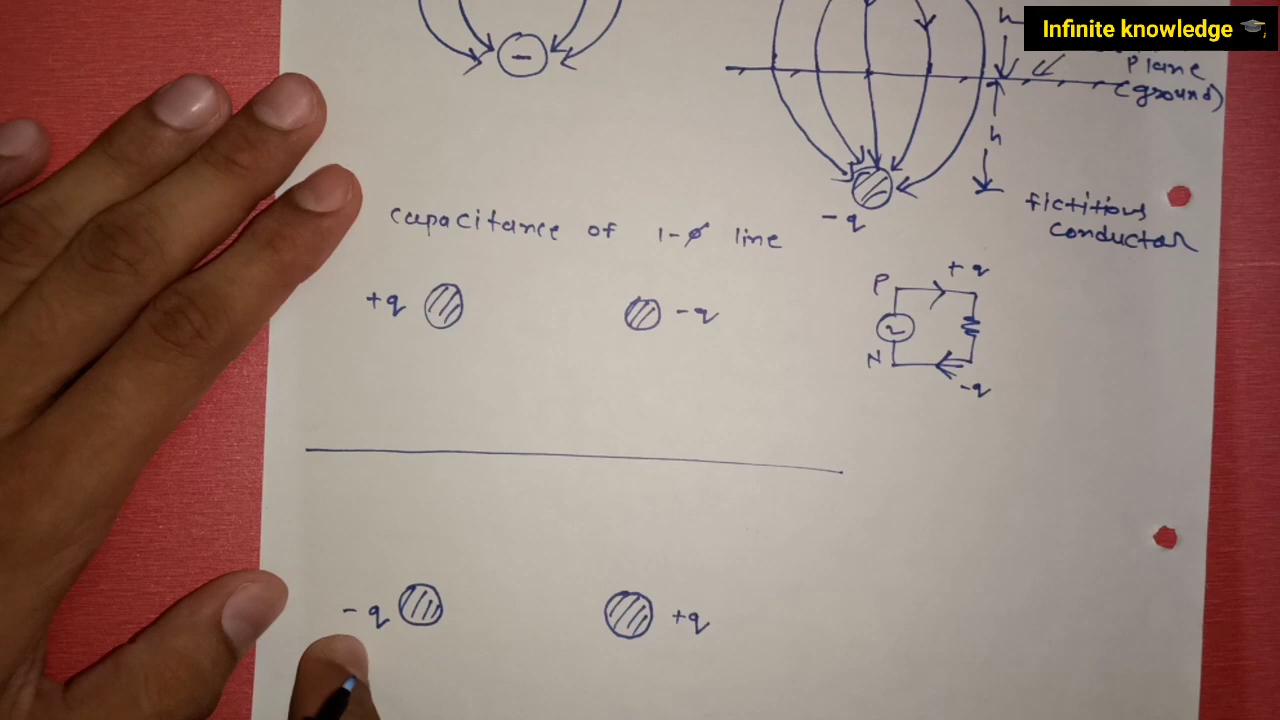 Infinite knowledge 🎓
h
Plane
(ground)
h
-q
fictitious
conductor
capacitance of 1-ϕ line
+q
-q
P
+q
N
-q
-q
+q